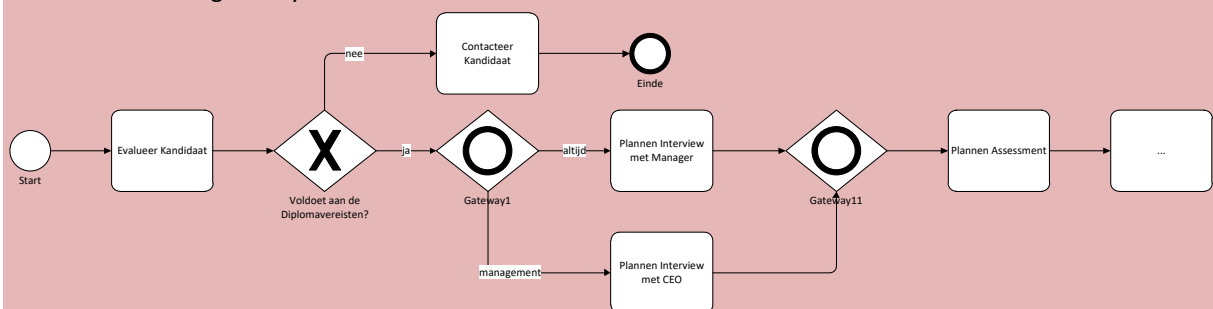 nee
Contacteer
Kandidaat
Einde
Start
Evalueer Kandidaat
X
Voldoet aan de
Diplomavereisten?
ja
Gateway1
altijd
Plannen Interview
met Manager
Gateway11
Plannen Assessment
...
management
Plannen Interview
met CEO